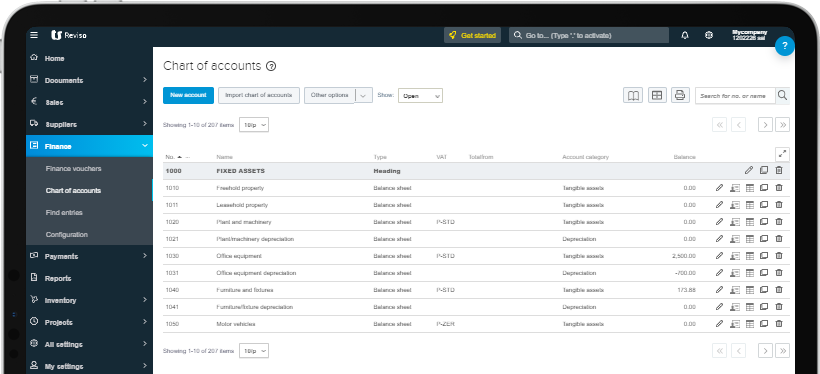 Reviso
Get started
Go to... (Type '.' to activate)
Mycompany
1202226 sal
?
Home
Documents
Sales
Suppliers
Finance
Finance vouchers
Chart of accounts
Find entries
Configuration
Payments
Reports
Inventory
Projects
All settings
My settings
Chart of accounts ?
New account Import chart of accounts Other options Show: Open Search for no. or name
Showing 1-10 of 207 items 10/p
No. Name Type VAT Total from Account category Balance
1000 FIXED ASSETS Heading
1010 Freehold property Balance sheet Tangible assets 0.00
1011 Leasehold property Balance sheet Tangible assets 0.00
1020 Plant and machinery Balance sheet P-STD Tangible assets 0.00
1021 Plant/machinery depreciation Balance sheet Depreciation 0.00
1030 Office equipment Balance sheet P-STD Tangible assets 2,500.00
1031 Office equipment depreciation Balance sheet Depreciation -700.00
1040 Furniture and fixtures Balance sheet P-STD Tangible assets 173.88
1041 Furniture/fixture depreciation Balance sheet Depreciation 0.00
1050 Motor vehicles Balance sheet P-ZER Tangible assets 0.00
Showing 1-10 of 207 items 10/p